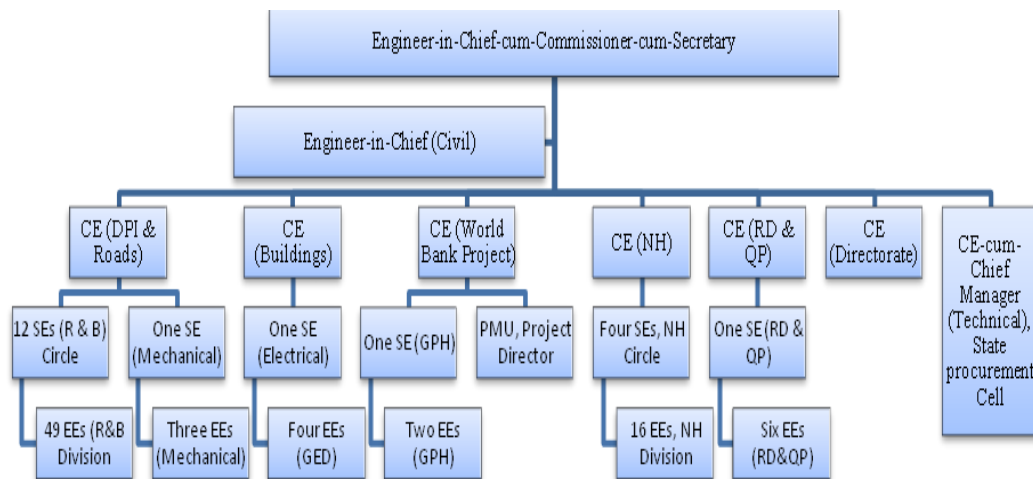 Engineer-in-Chief-cum-Commissioner-cum-Secretary
Engineer-in-Chief (Civil)
CE (DPI &
Roads)
CE
(Buildings)
CE (World
Bank Project)
CE (NH)
CE (RD &
QP)
CE
(Directorate)
CE-cum-
Chief
Manager
(Technical),
State
procurement
Cell
12 SEs (R & B)
Circle
One SE
(Mechanical)
One SE
(Electrical)
One SE (GPH)
PMU, Project
Director
Four SEs, NH
Circle
One SE (RD &
QP)
49 EEs (R&B
Division
Three EEs
(Mechanical)
Four EEs
(GED)
Two EEs
(GPH)
16 EEs, NH
Division
Six EEs
(RD&QP)